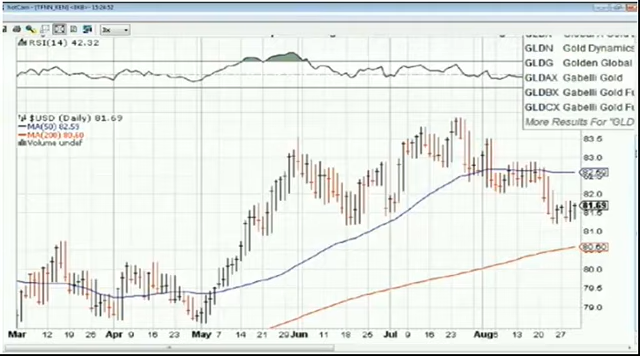 GLDN Gold Dynamics
GLDG Golden Global
GLDAX Gabelli Gold
GLDBX Gabelli Gold Fu
GLDCX Gabelli Gold Fu
More Results For "GLD
RSI(14) 42.32
$USD (Daily) 81.69
MA(50) 82.59
MA(200) 80.60
Volume undef
83.5
83.0
82.59
82.0
81.69
81.5
81.0
80.60
80.0
79.5
79.0
Mar 12 19 26 Apr 9 16 23 May 7 14 21 29 Jun 11 18 25 Jul 9 16 23 Aug 6 13 20 27